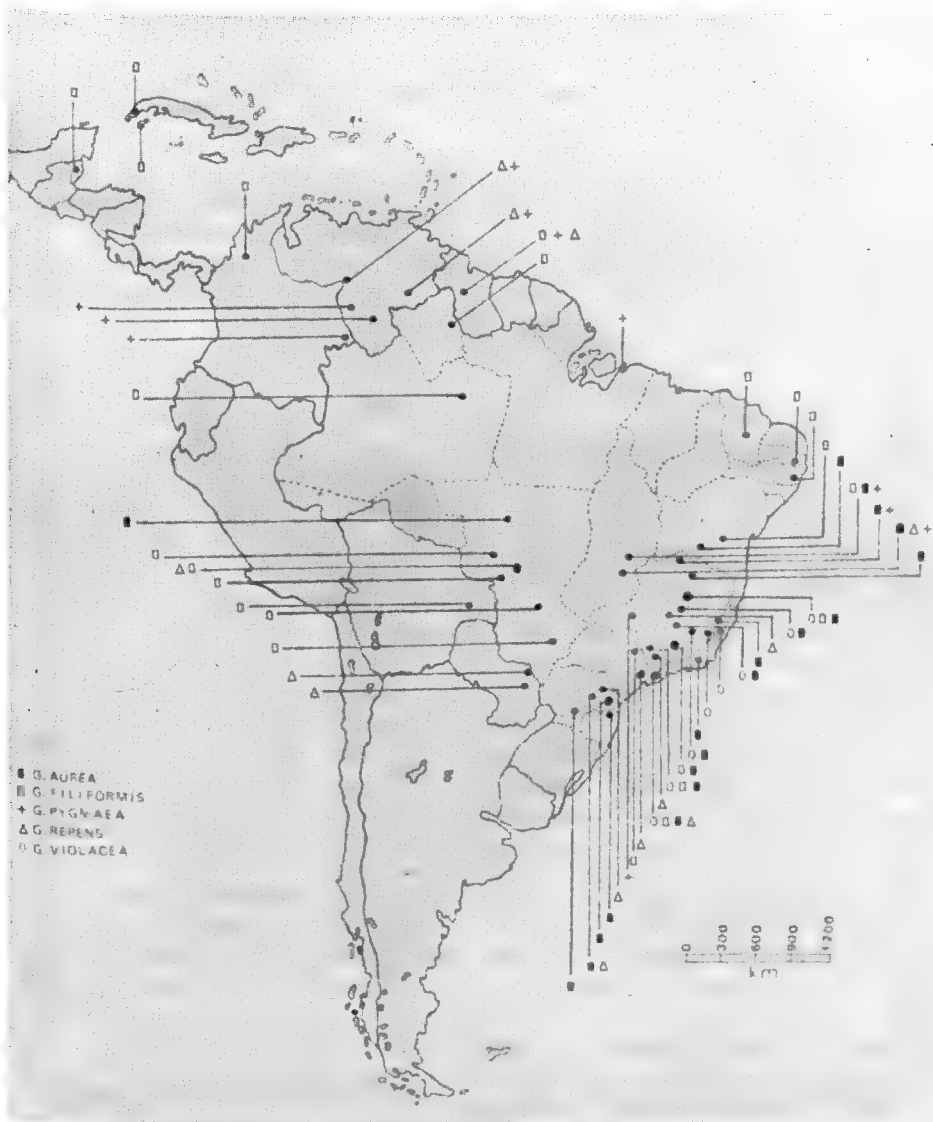 G. AUREA
G. FILIFORMIS
+ G. PYGMAEA
Δ G. REPENS
G. VIOLACEA
0 300 600 900 1200
km